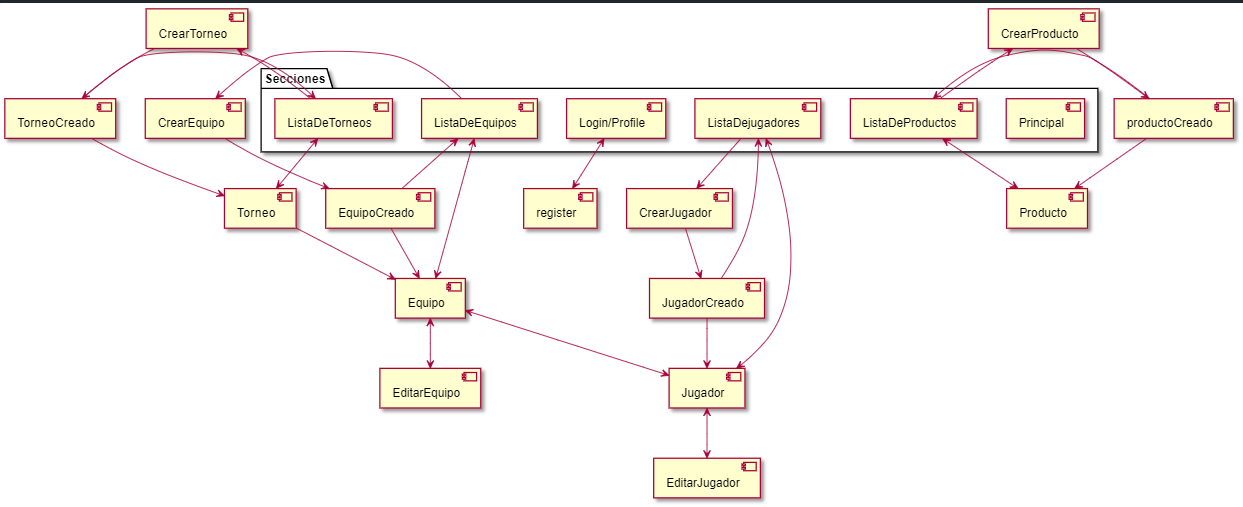 CrearTorneo
CrearProducto
Secciones
TorneoCreado
CrearEquipo
ListaDeTorneos
ListaDeEquipos
Login/Profile
ListaDejugadores
ListaDeProductos
Principal
productoCreado
Torneo
EquipoCreado
register
CrearJugador
Producto
Equipo
JugadorCreado
EditarEquipo
Jugador
EditarJugador